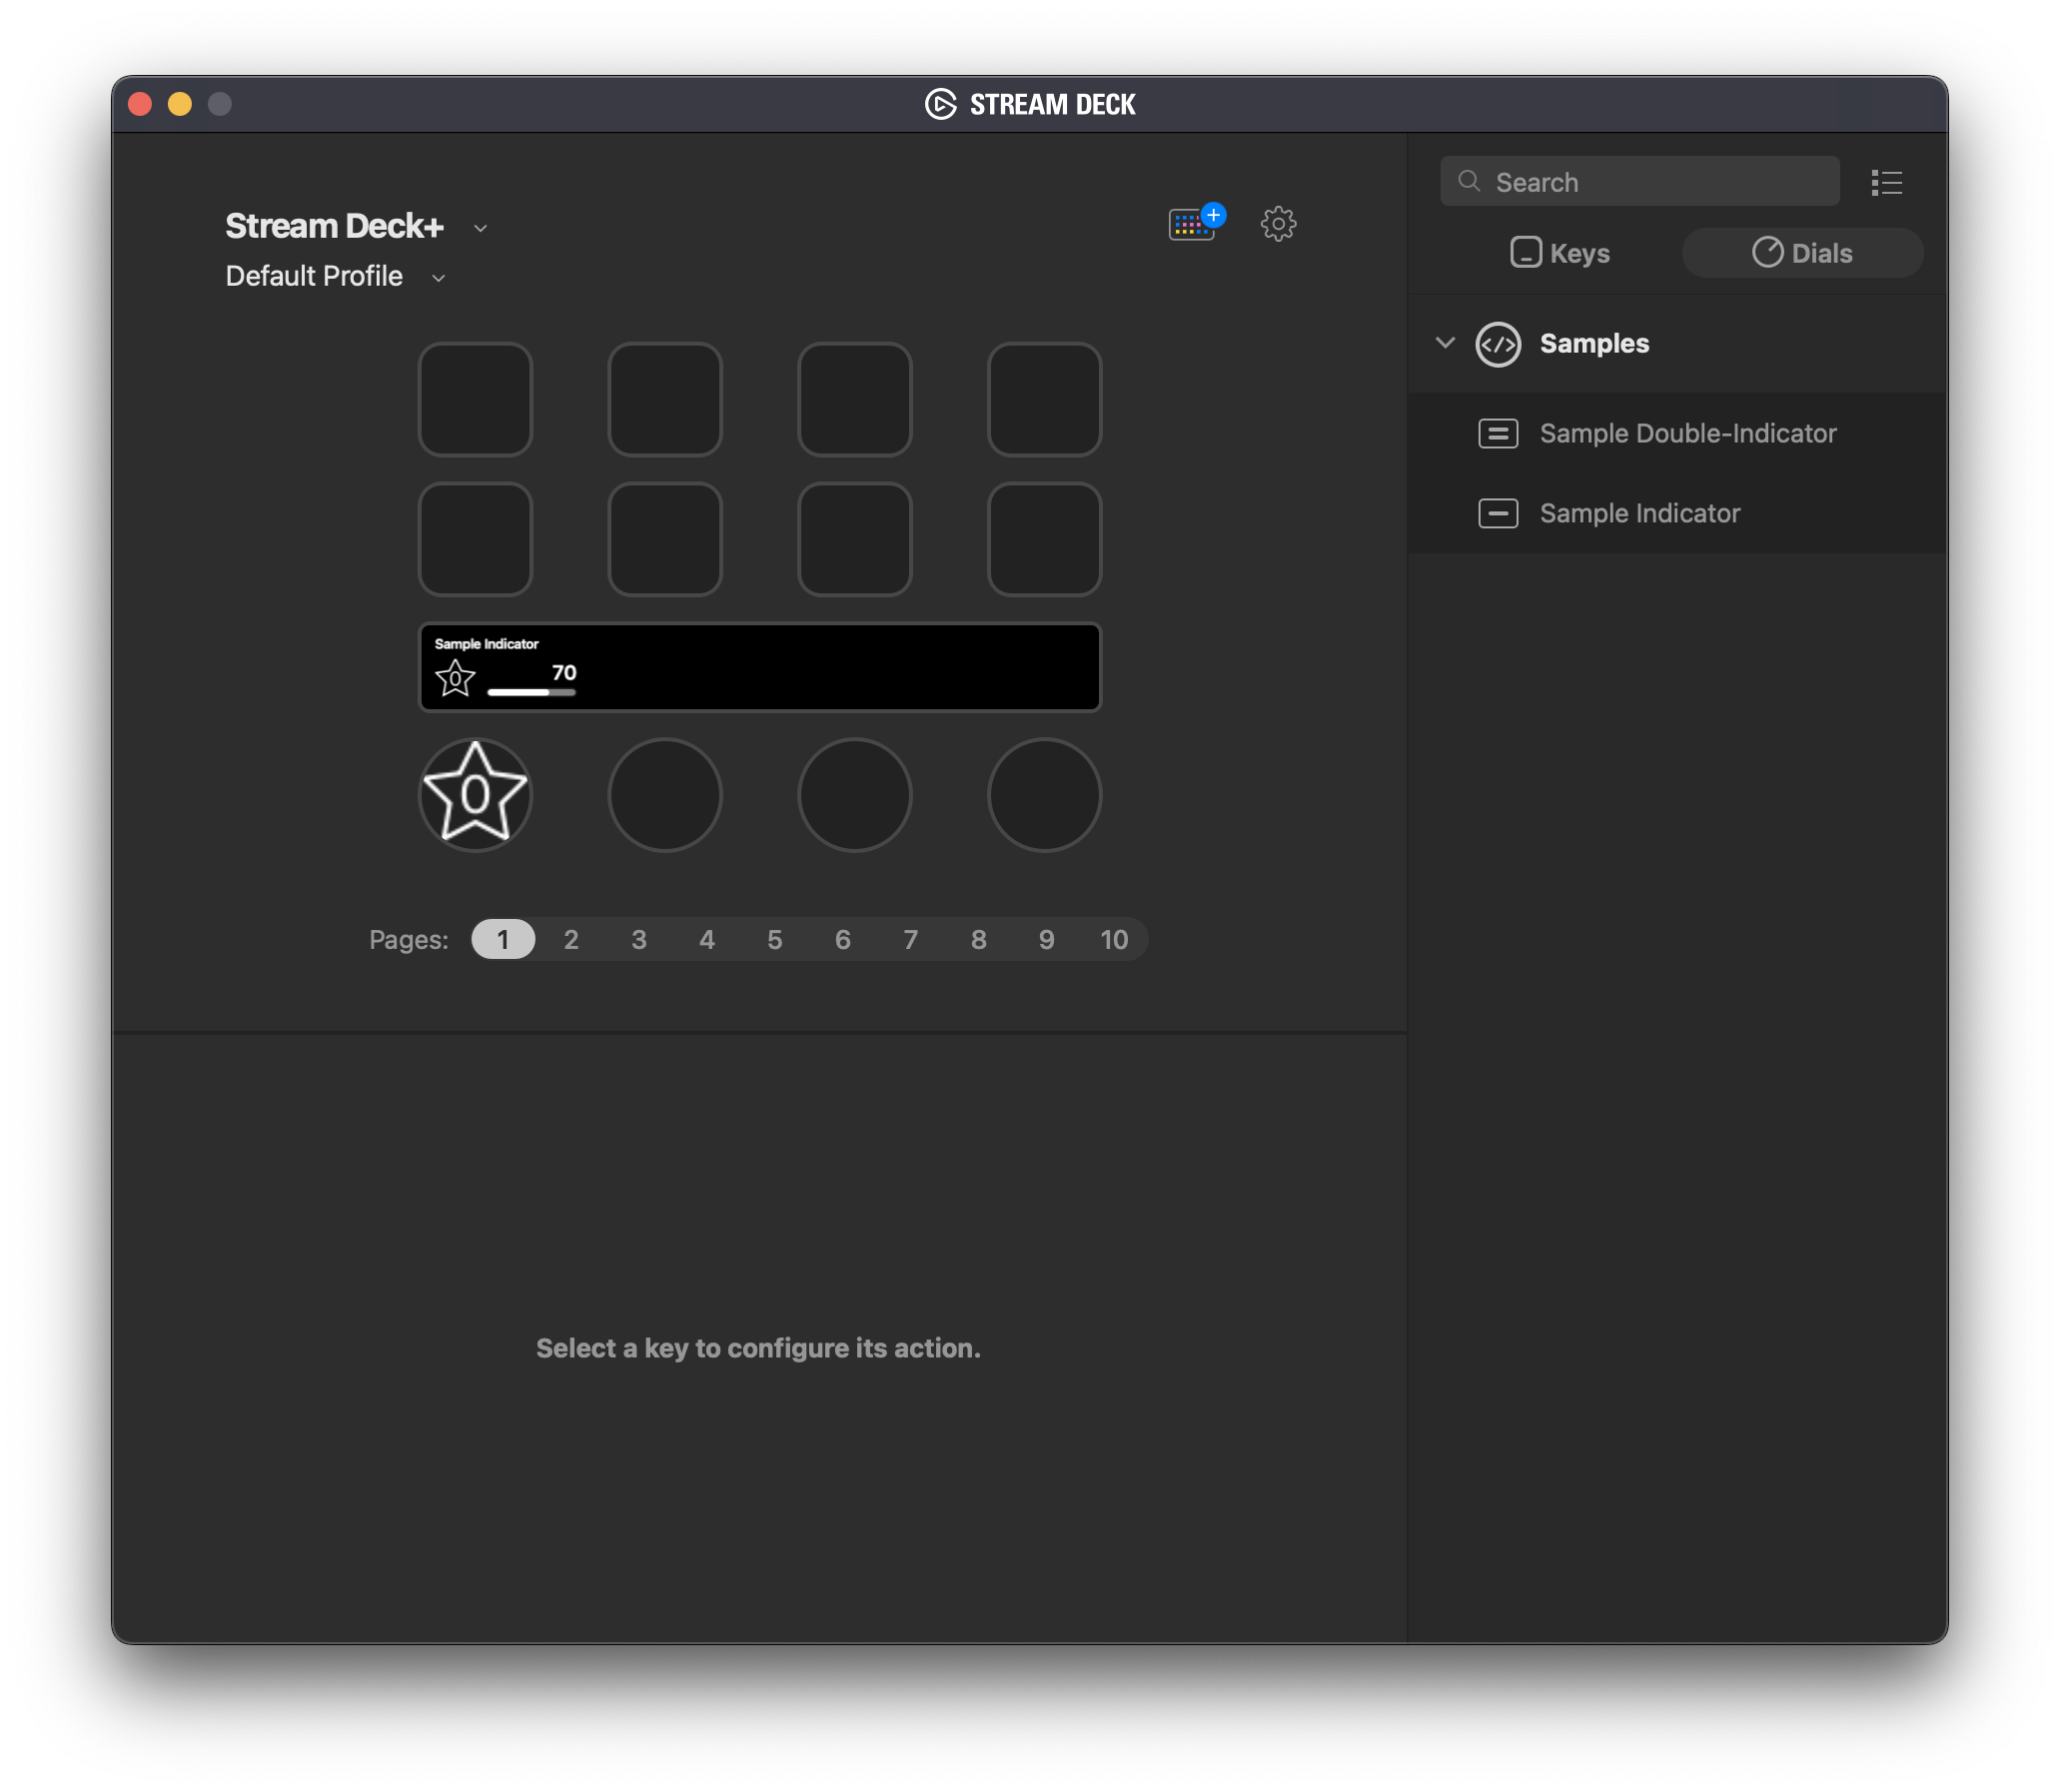 STREAM DECK
Stream Deck+
Default Profile
Sample Indicator
0
70
0
Pages: 1 2 3 4 5 6 7 8 9 10
Select a key to configure its action.
Search
Keys Dials
</> Samples
Sample Double-Indicator
Sample Indicator